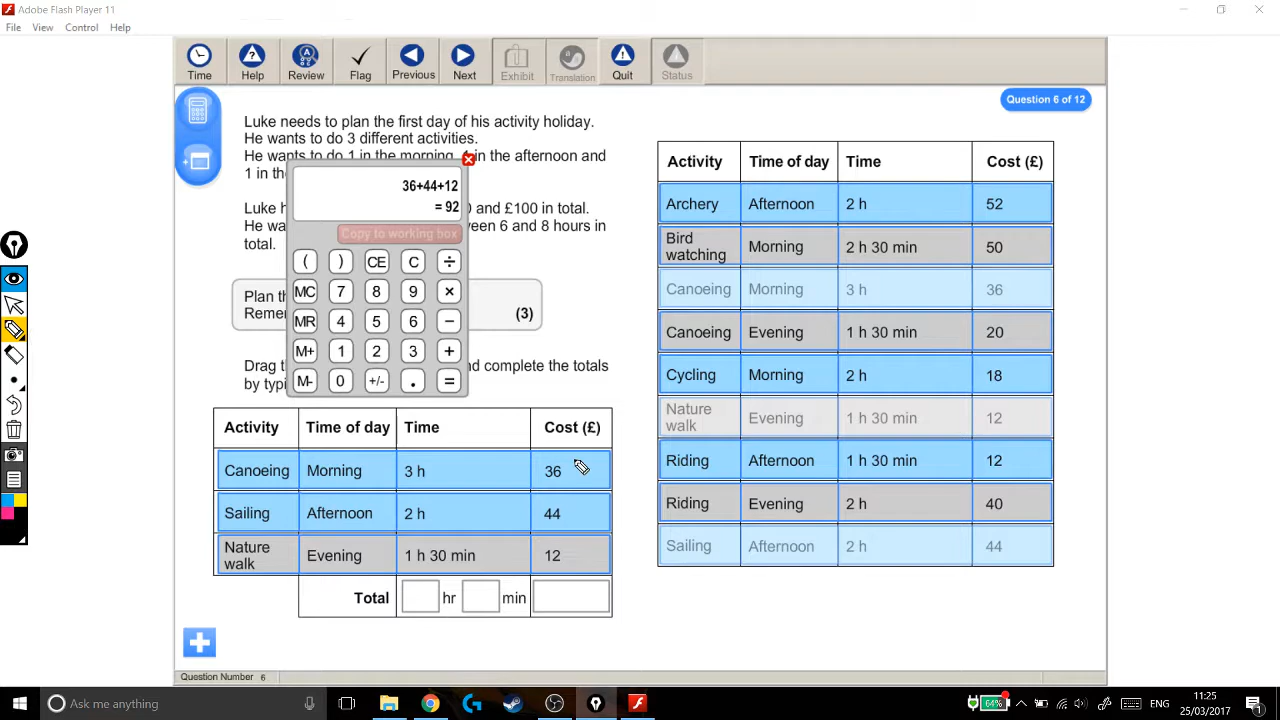 Adobe Flash Player 11
File View Control Help
Time Help Review Flag Previous Next Exhibit Translation Quit Status
Question 6 of 12
Luke needs to plan the first day of his activity holiday.
He wants to do 3 different activities.
He wants to do 1 in the morning, 1 in the afternoon and
1 in the
Luke h and £100 in total.
He wa een 6 and 8 hours in
total.
Plan th
Remem (3)
Drag t nd complete the totals
by typi
36+44+12
= 92
Copy to working box
( ) CE C ÷
MC 7 8 9 ×
MR 4 5 6 −
M+ 1 2 3 +
M- 0 +/- . =
Activity Time of day Time Cost (£)
Canoeing Morning 3 h 36
Sailing Afternoon 2 h 44
Nature walk Evening 1 h 30 min 12
Total hr min
Activity Time of day Time Cost (£)
Archery Afternoon 2 h 52
Bird watching Morning 2 h 30 min 50
Canoeing Morning 3 h 36
Canoeing Evening 1 h 30 min 20
Cycling Morning 2 h 18
Nature walk Evening 1 h 30 min 12
Riding Afternoon 1 h 30 min 12
Riding Evening 2 h 40
Sailing Afternoon 2 h 44
Question Number 6
Ask me anything
64%
ENG
11:25
25/03/2017